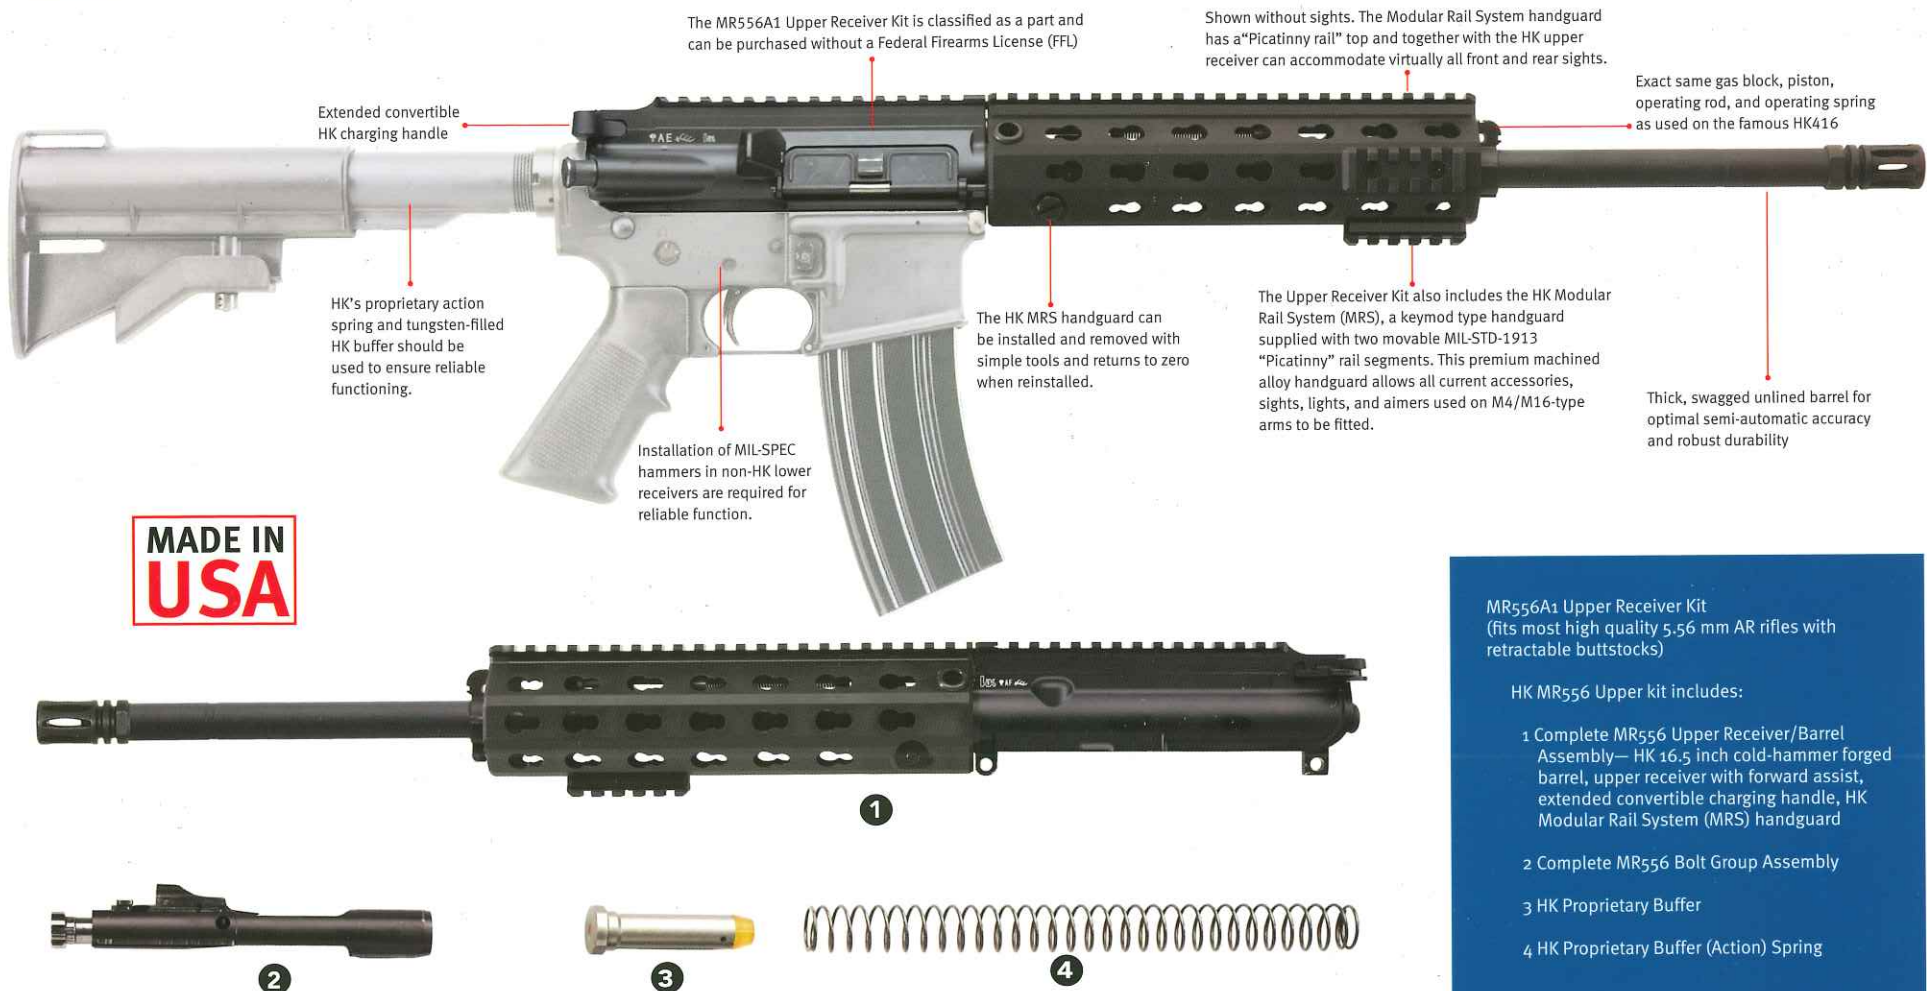 The MR556A1 Upper Receiver Kit is classified as a part and
can be purchased without a Federal Firearms License (FFL)
Shown without sights. The Modular Rail System handguard
has a“Picatinny rail” top and together with the HK upper
receiver can accommodate virtually all front and rear sights.
Exact same gas block, piston,
operating rod, and operating spring
as used on the famous HK416
Extended convertible
HK charging handle
HK’s proprietary action
spring and tungsten-filled
HK buffer should be
used to ensure reliable
functioning.
The HK MRS handguard can
be installed and removed with
simple tools and returns to zero
when reinstalled.
The Upper Receiver Kit also includes the HK Modular
Rail System (MRS), a keymod type handguard
supplied with two movable MIL-STD-1913
“Picatinny” rail segments. This premium machined
alloy handguard allows all current accessories,
sights, lights, and aimers used on M4/M16-type
arms to be fitted.
Thick, swagged unlined barrel for
optimal semi-automatic accuracy
and robust durability
Installation of MIL-SPEC
hammers in non-HK lower
receivers are required for
reliable function.
MADE IN
USA
MR556A1 Upper Receiver Kit
(fits most high quality 5.56 mm AR rifles with
retractable buttstocks)
HK MR556 Upper kit includes:
1 Complete MR556 Upper Receiver/Barrel
Assembly— HK 16.5 inch cold-hammer forged
barrel, upper receiver with forward assist,
extended convertible charging handle, HK
Modular Rail System (MRS) handguard
2 Complete MR556 Bolt Group Assembly
3 HK Proprietary Buffer
4 HK Proprietary Buffer (Action) Spring
1
2
3
4